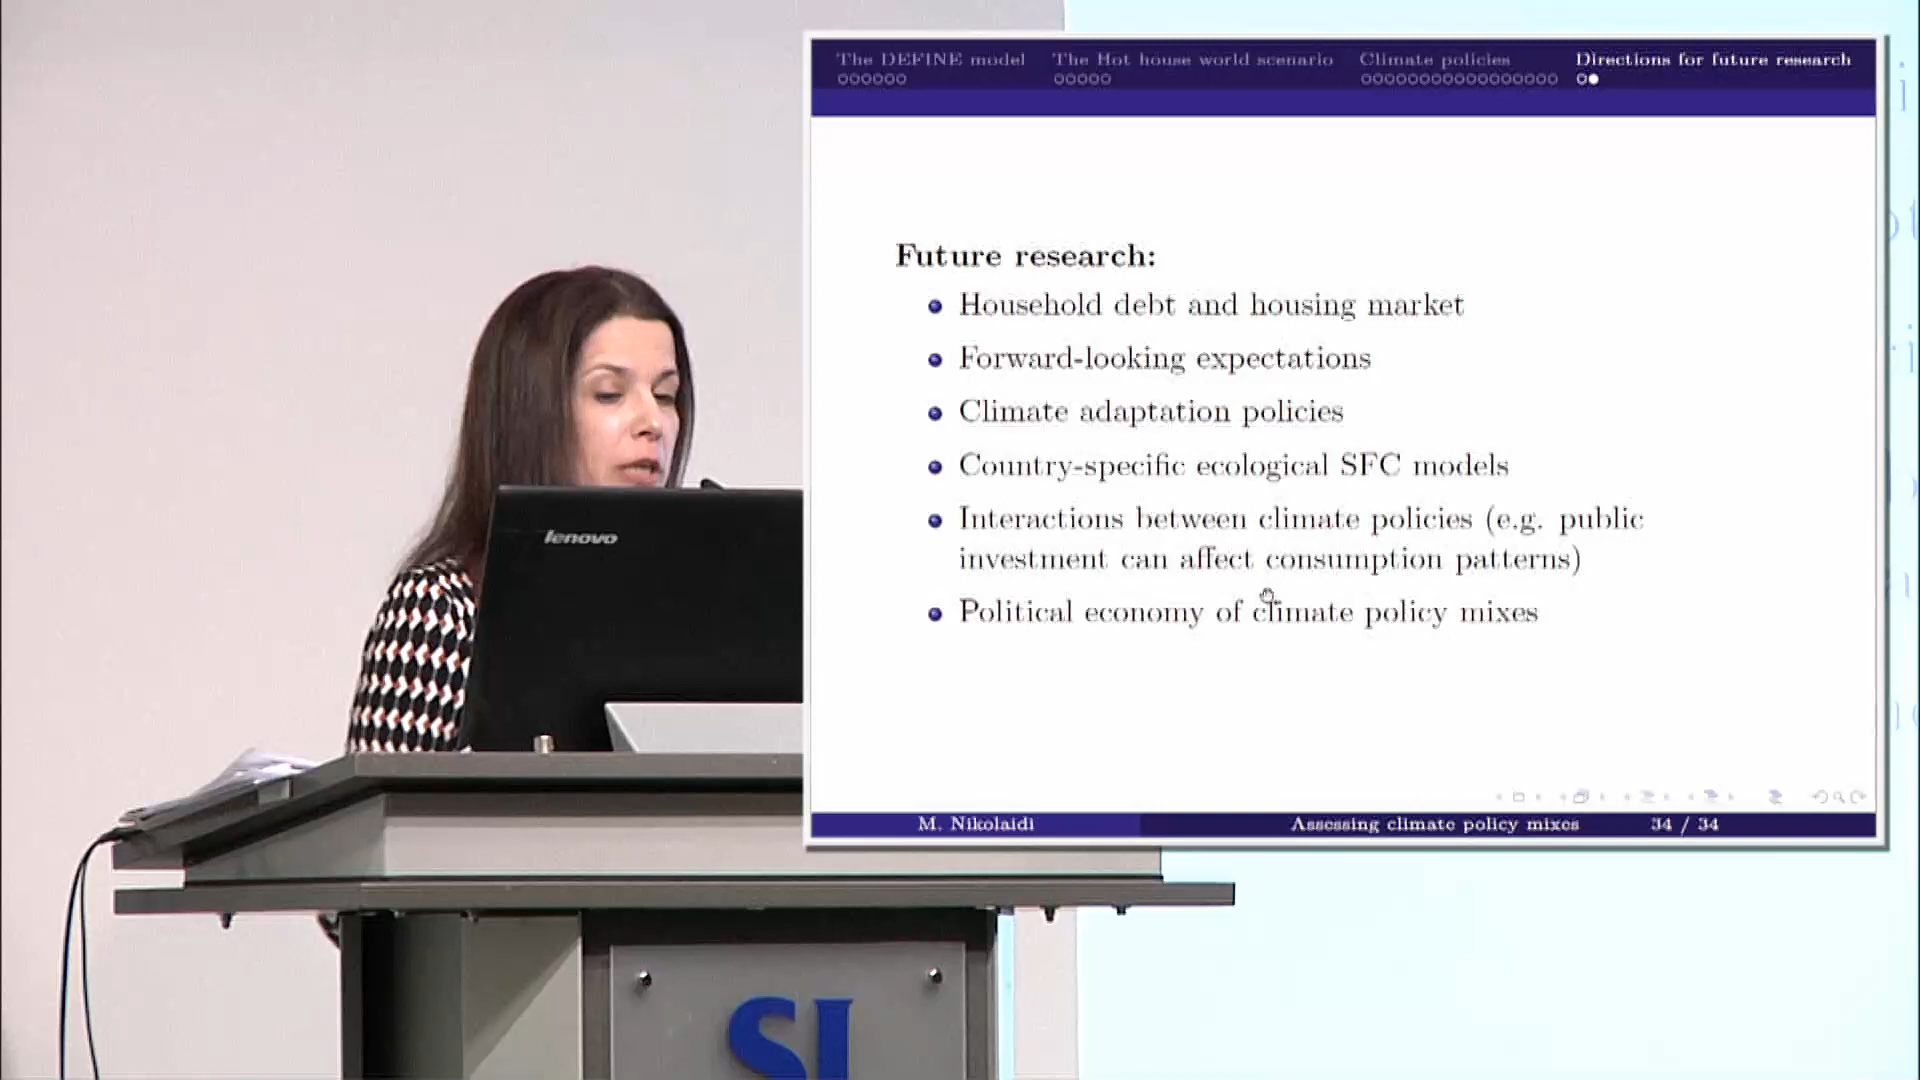 The DEFINE model
The Hot house world scenario
Climate policies
Directions for future research
Future research:
Household debt and housing market
Forward-looking expectations
Climate adaptation policies
Country-specific ecological SFC models
Interactions between climate policies (e.g. public
investment can affect consumption patterns)
Political economy of climate policy mixes
M. Nikolaidi
Assessing climate policy mixes
34 / 34
lenovo